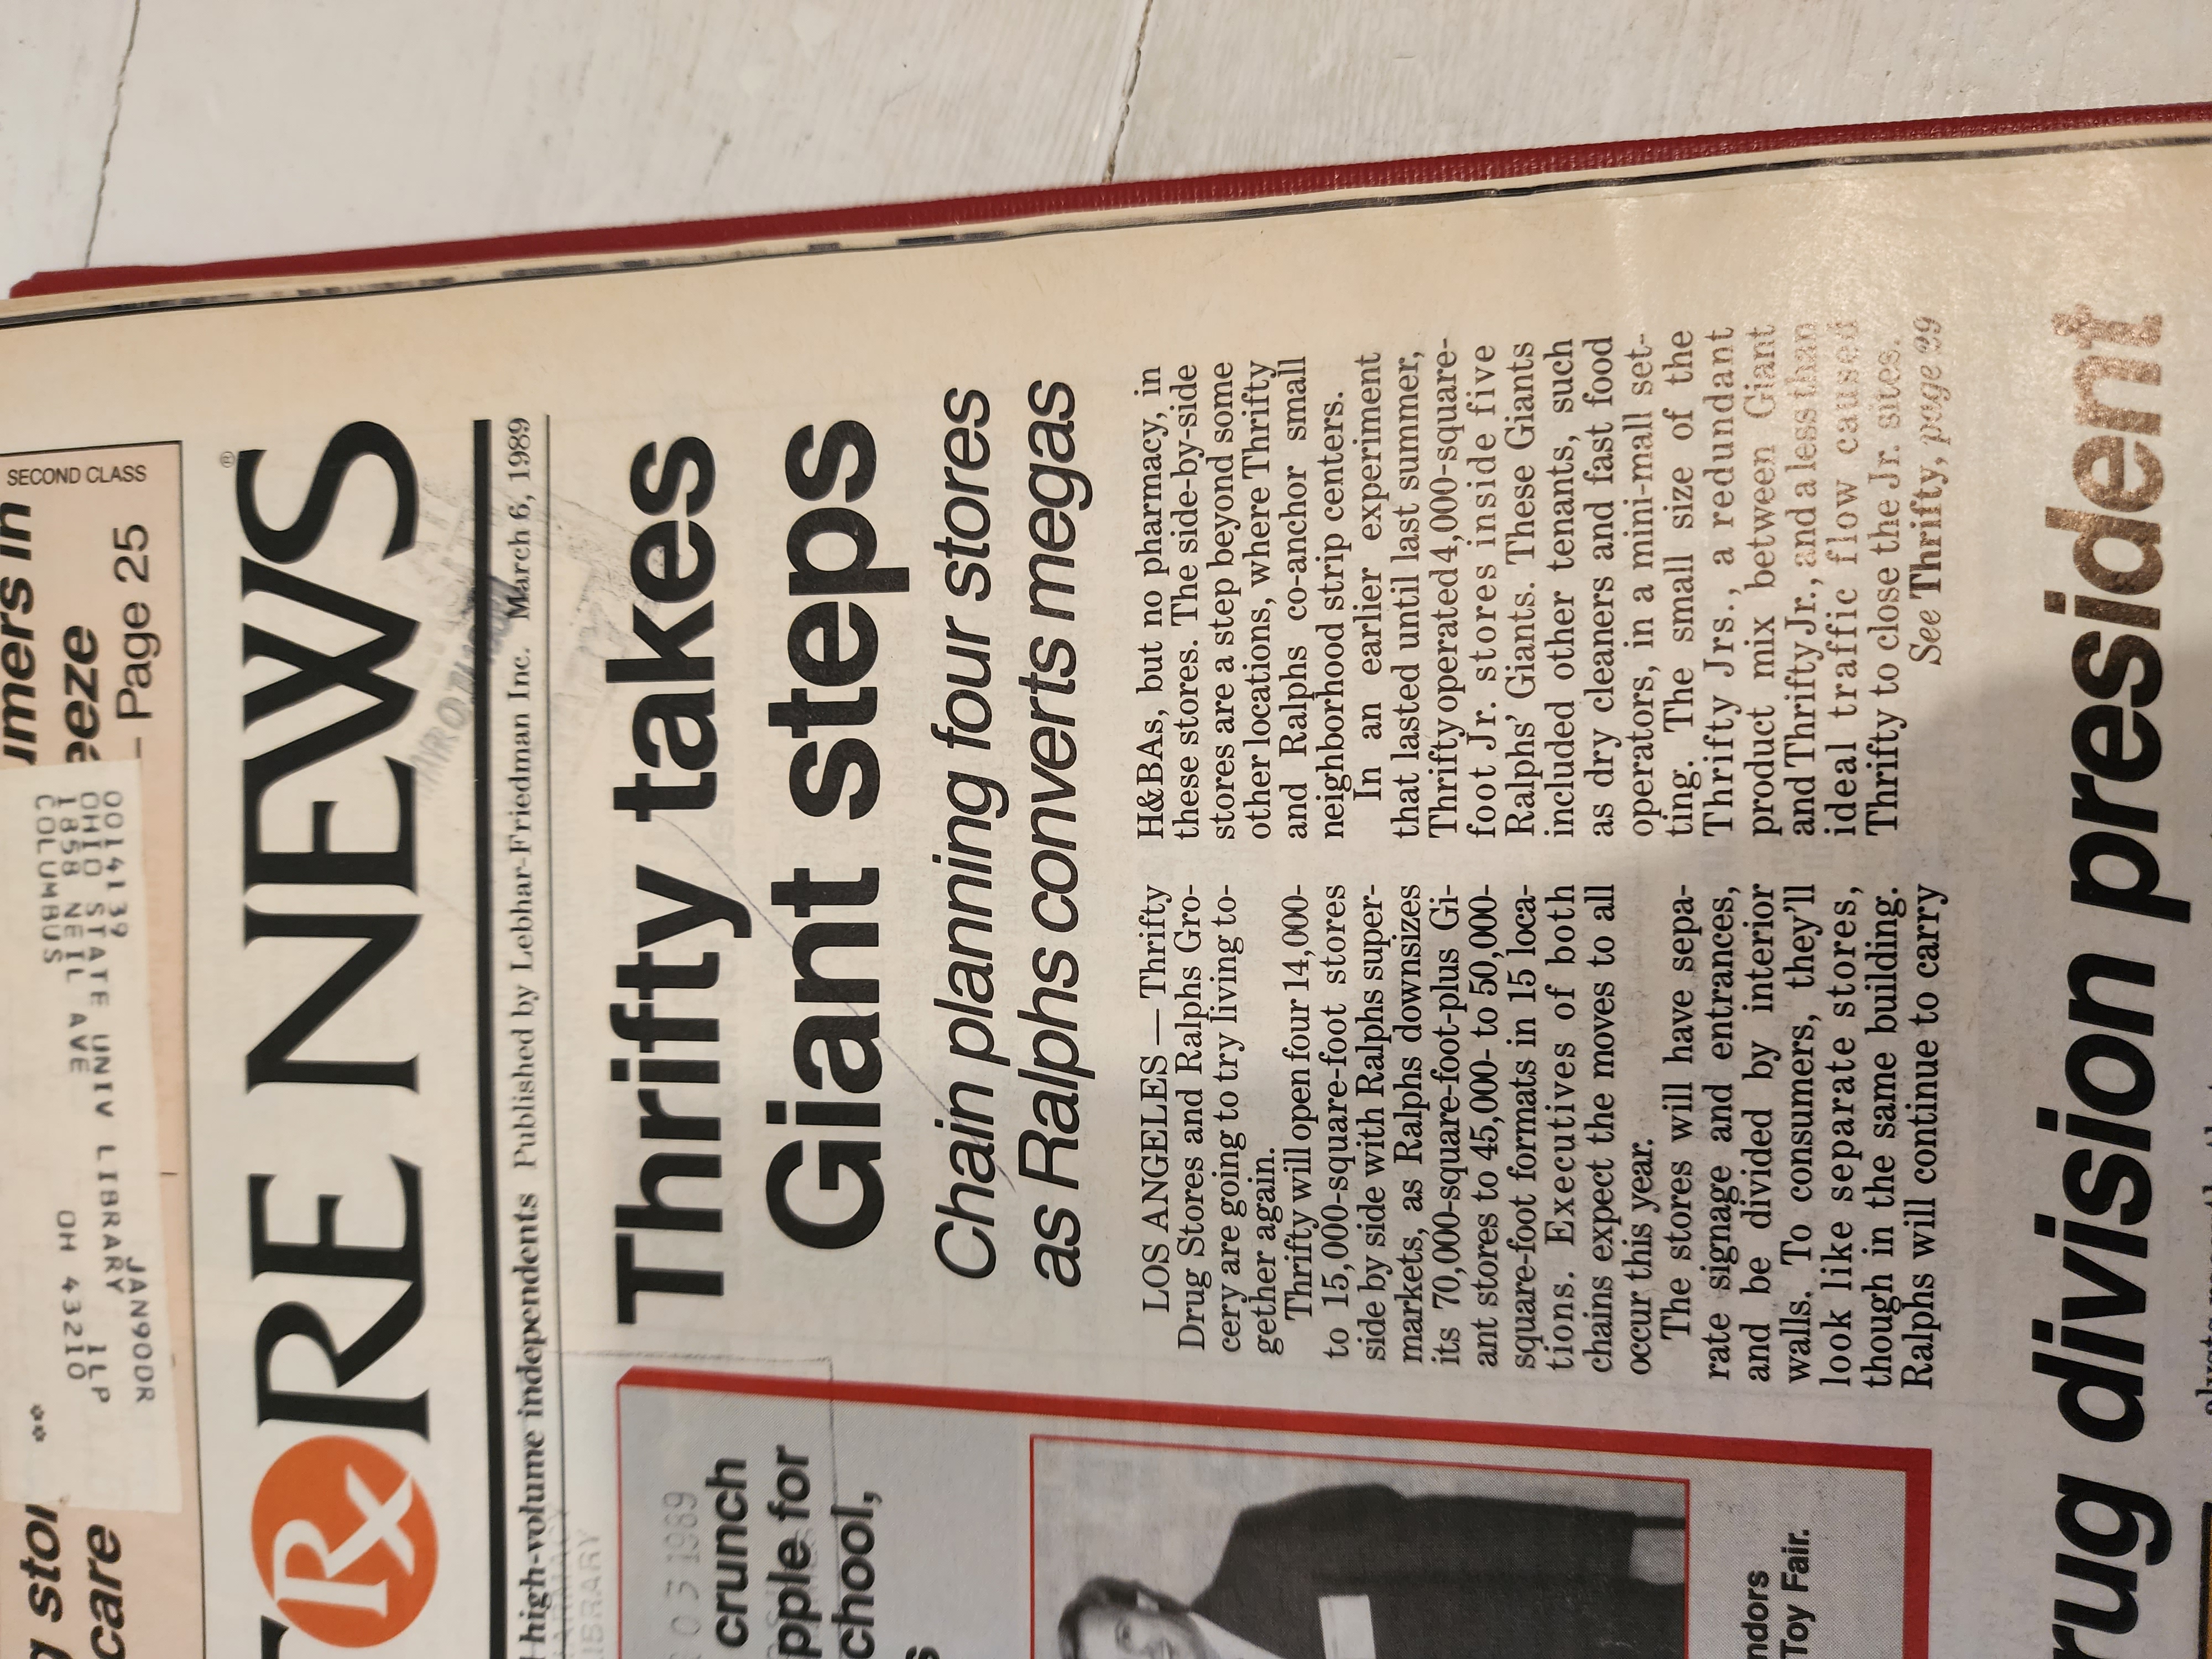 umers in
eeze
– Page 25
SECOND CLASS
g stor
care
**
0014139 JAN90DR
OHIO STATE UNIV LIBRARY ILP
1858 NEIL AVE
COLUMBUS OH 43210
TRxRE NEWS®
high-volume independents Published by Lebhar-Friedman Inc. March 6, 1989
03 1989
LIBRARY
crunch
pple for
chool,
s
ndors
Toy Fair.
Thrifty takes
Giant steps
Chain planning four stores
as Ralphs converts megas
LOS ANGELES — Thrifty
Drug Stores and Ralphs Gro-
cery are going to try living to-
gether again.
Thrifty will open four 14,000-
to 15,000-square-foot stores
side by side with Ralphs super-
markets, as Ralphs downsizes
its 70,000-square-foot-plus Gi-
ant stores to 45,000- to 50,000-
square-foot formats in 15 loca-
tions. Executives of both
chains expect the moves to all
occur this year.
The stores will have sepa-
rate signage and entrances,
and be divided by interior
walls. To consumers, they'll
look like separate stores,
though in the same building.
Ralphs will continue to carry
H&BAs, but no pharmacy, in
these stores. The side-by-side
stores are a step beyond some
other locations, where Thrifty
and Ralphs co-anchor small
neighborhood strip centers.
In an earlier experiment
that lasted until last summer,
Thrifty operated 4,000-square-
foot Jr. stores inside five
Ralphs' Giants. These Giants
included other tenants, such
as dry cleaners and fast food
operators, in a mini-mall set-
ting. The small size of the
Thrifty Jrs., a redundant
product mix between Giant
and Thrifty Jr., and a less than
ideal traffic flow caused
Thrifty to close the Jr. sites.
See Thrifty, page 29
rug division president